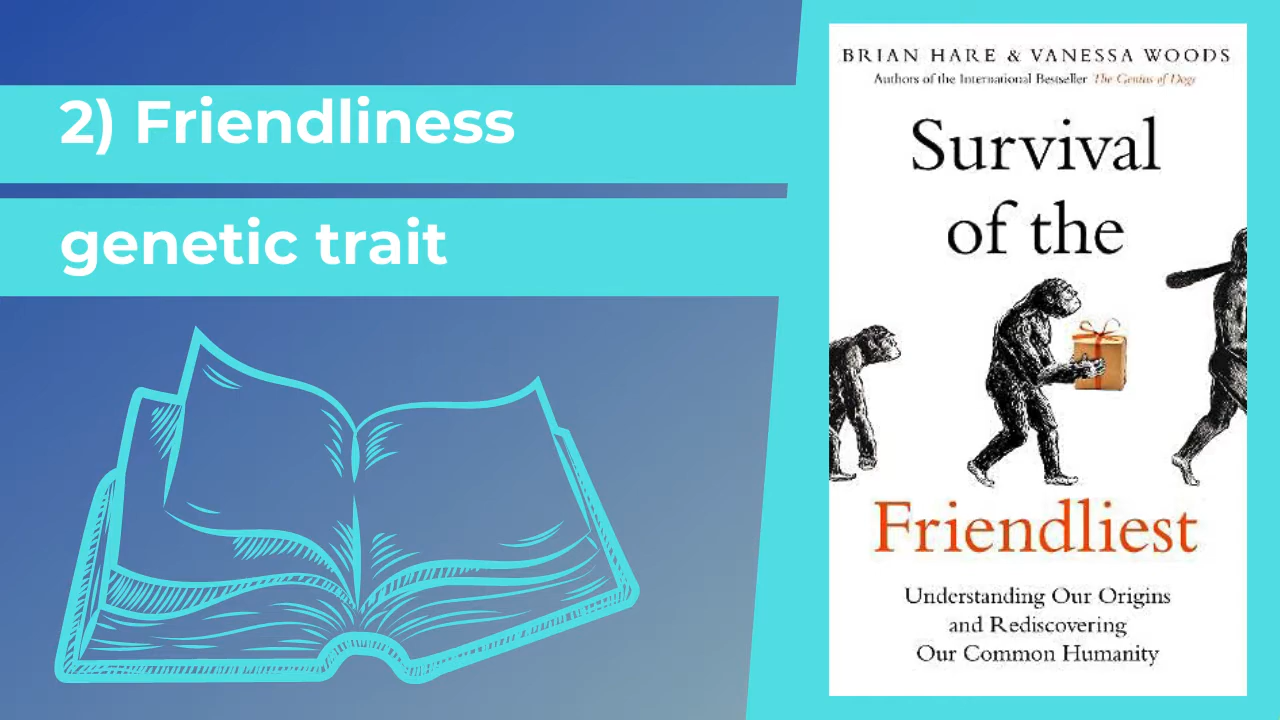 2) Friendliness
genetic trait
BRIAN HARE & VANESSA WOODS
Authors of the International Bestseller The Genius of Dogs
Survival
of the
Friendliest
Understanding Our Origins
and Rediscovering
Our Common Humanity